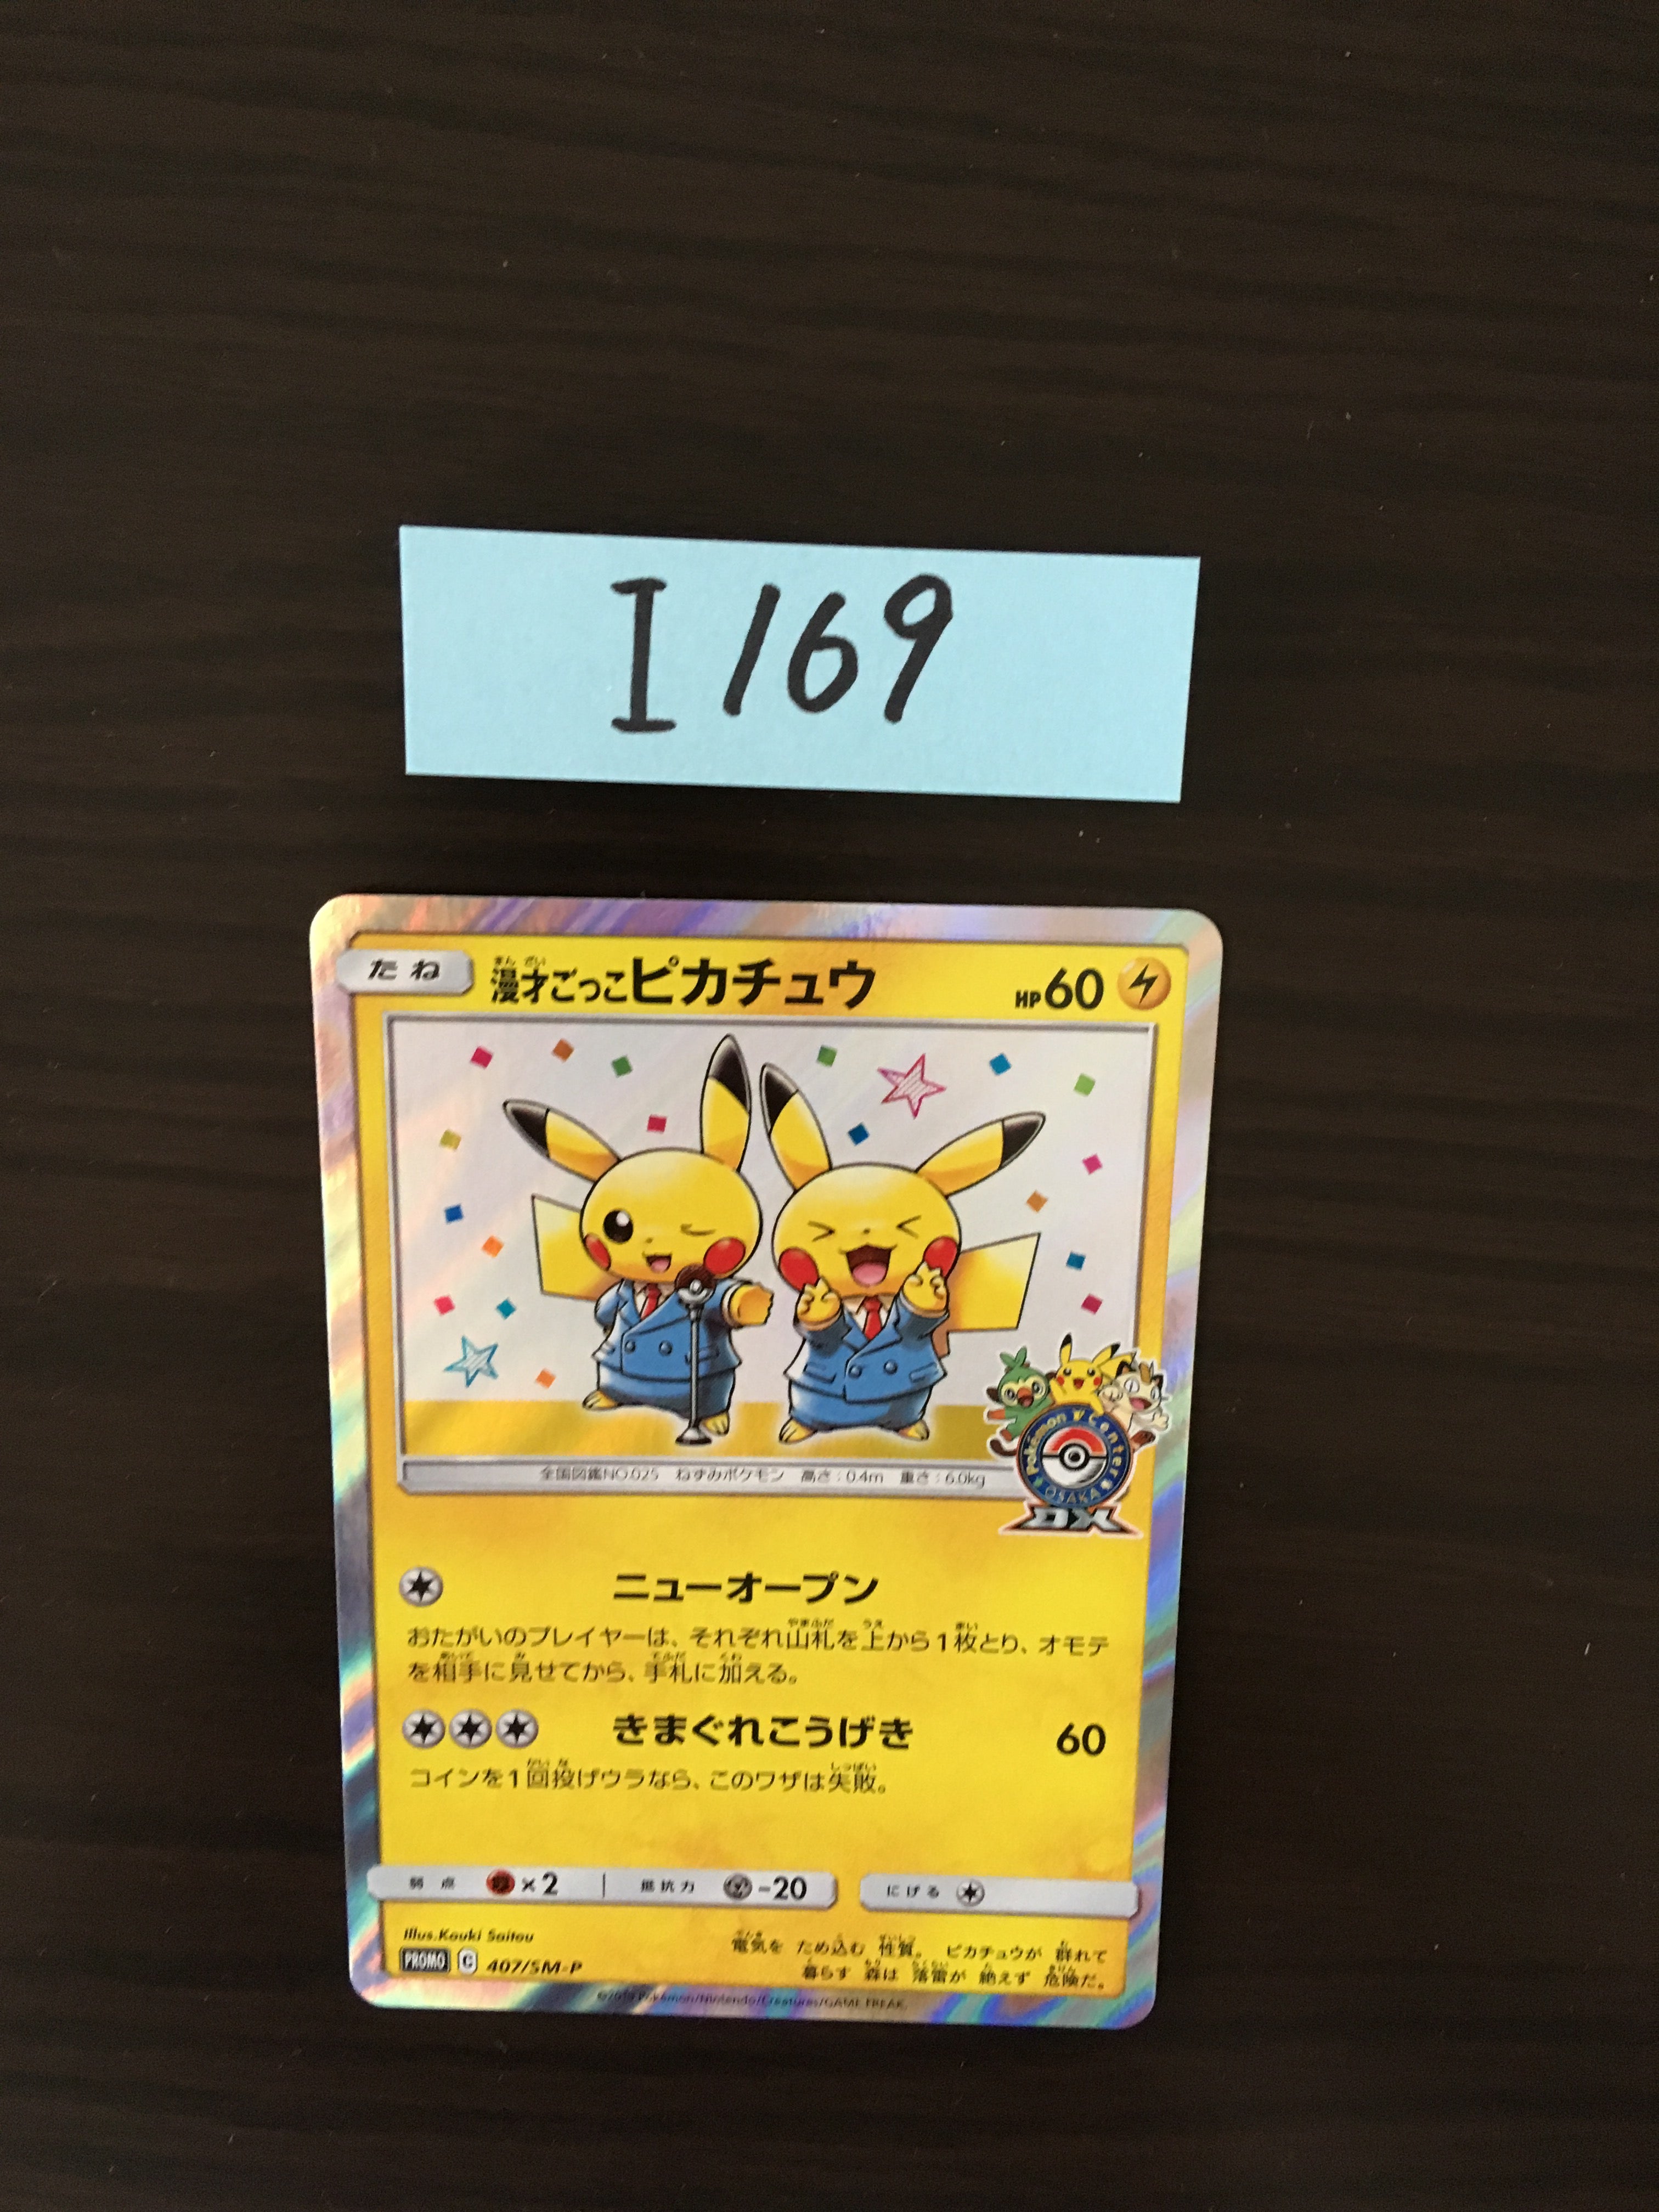 I169
たね 漫才ごっこピカチュウ HP60
全国図鑑NO.025 ねずみポケモン 高さ:0.4m 重さ:6.0kg
Pokémon Center
OSAKA
DX
ニューオープン
おたがいのプレイヤーは、それぞれ山札を上から1枚とり、オモテ
を相手に見せてから、手札に加える。
きまぐれこうげき 60
コインを1回投げウラなら、このワザは失敗。
弱点 ×2 抵抗力 -20 にげる
Illus.Kouki Saitou
PROMO C 407/SM-P
電気を ため込む 性質。 ピカチュウが 群れて
暮らす 森は 落雷が 絶えず 危険だ。
©2019 Pokémon/Nintendo/Creatures/GAME FREAK.